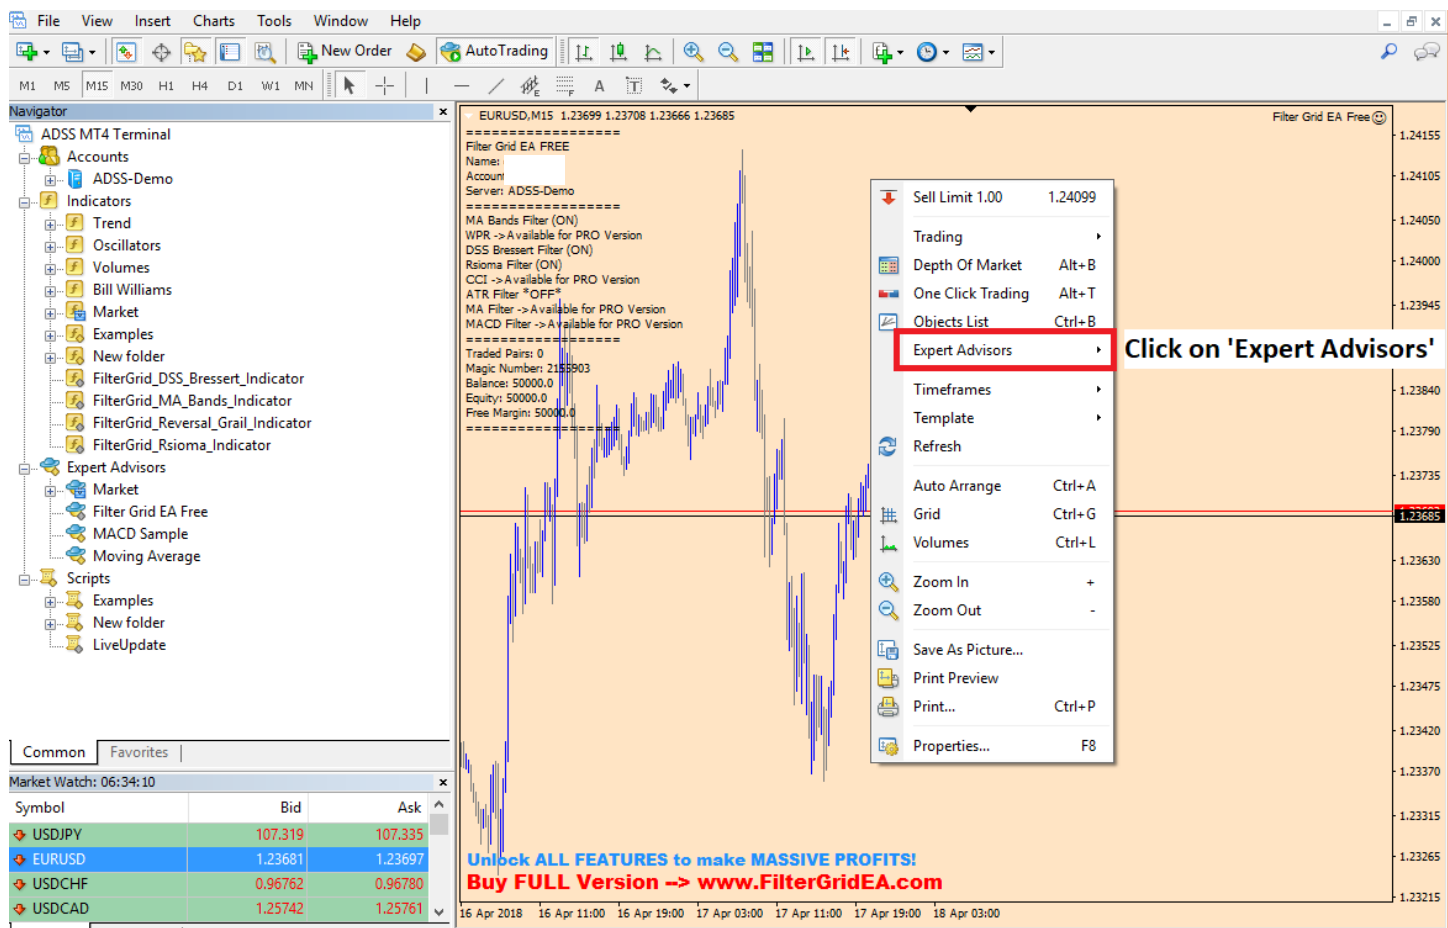 File View Insert Charts Tools Window Help
New Order AutoTrading
M1 M5 M15 M30 H1 H4 D1 W1 MN E F A T
Navigator
ADSS MT4 Terminal
Accounts
ADSS-Demo
Indicators
Trend
Oscillators
Volumes
Bill Williams
Market
Examples
New folder
FilterGrid_DSS_Bressert_Indicator
FilterGrid_MA_Bands_Indicator
FilterGrid_Reversal_Grail_Indicator
FilterGrid_Rsioma_Indicator
Expert Advisors
Market
Filter Grid EA Free
MACD Sample
Moving Average
Scripts
Examples
New folder
LiveUpdate
Common Favorites
Market Watch: 06:34:10
Symbol Bid Ask
USDJPY 107.319 107.335
EURUSD 1.23681 1.23697
USDCHF 0.96762 0.96780
USDCAD 1.25742 1.25761
EURUSD,M15 1.23699 1.23708 1.23666 1.23685
Filter Grid EA Free
==================
Filter Grid EA FREE
Name:
Account
Server: ADSS-Demo
==================
MA Bands Filter (ON)
WPR ->Available for PRO Version
DSS Bressert Filter (ON)
Rsioma Filter (ON)
CCI ->Available for PRO Version
ATR Filter *OFF*
MA Filter ->Available for PRO Version
MACD Filter ->Available for PRO Version
==================
Traded Pairs: 0
Magic Number: 2155903
Balance: 50000.0
Equity: 50000.0
Free Margin: 50000.0
==================
Sell Limit 1.00 1.24099
Trading
Depth Of Market Alt+B
One Click Trading Alt+T
Objects List Ctrl+B
Expert Advisors
Timeframes
Template
Refresh
Auto Arrange Ctrl+A
Grid Ctrl+G
Volumes Ctrl+L
Zoom In +
Zoom Out -
Save As Picture...
Print Preview
Print... Ctrl+P
Properties... F8
Click on 'Expert Advisors'
1.24155
1.24105
1.24050
1.24000
1.23945
1.23840
1.23790
1.23735
1.23685
1.23630
1.23580
1.23525
1.23475
1.23420
1.23370
1.23315
1.23265
1.23215
Unlock ALL FEATURES to make MASSIVE PROFITS!
Buy FULL Version --> www.FilterGridEA.com
16 Apr 2018 16 Apr 11:00 16 Apr 19:00 17 Apr 03:00 17 Apr 11:00 17 Apr 19:00 18 Apr 03:00